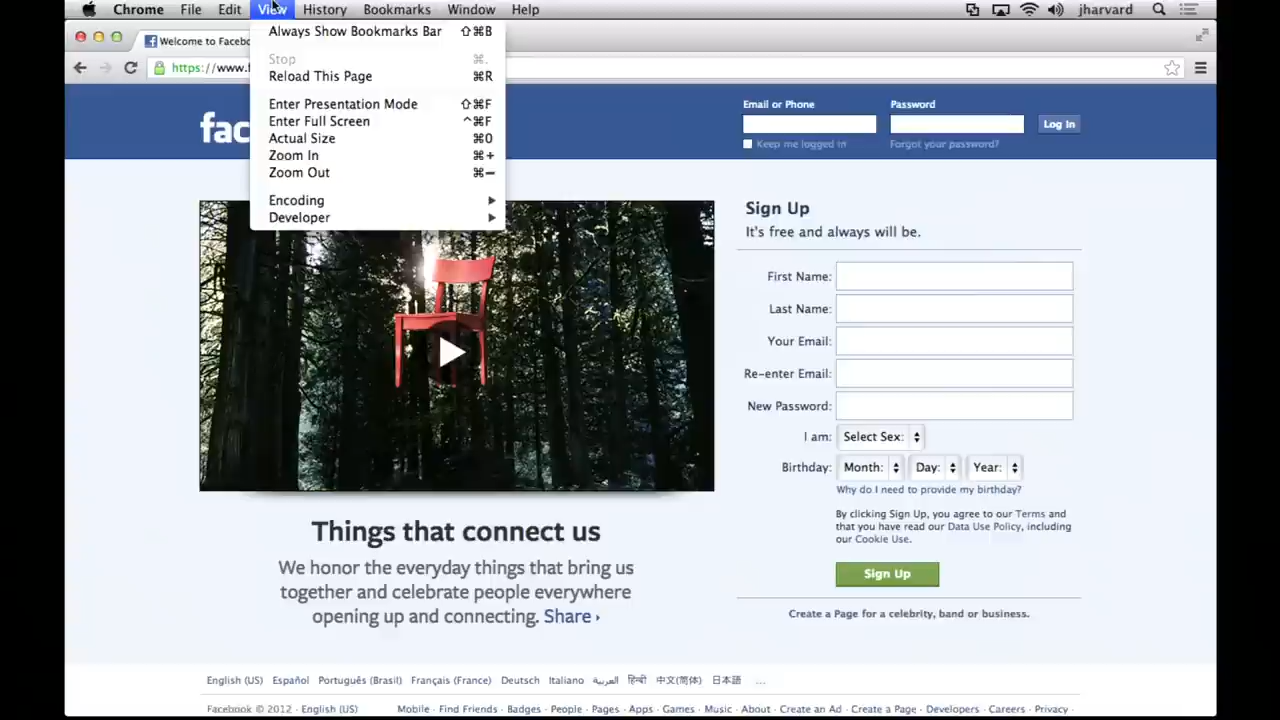 Chrome File Edit View History Bookmarks Window Help jharvard
Always Show Bookmarks Bar ⇧⌘B
Welcome to Facebo
Stop ⌘.
https://www.f
Reload This Page ⌘R
Enter Presentation Mode ⇧⌘F
Enter Full Screen ^⌘F
Actual Size ⌘0
Zoom In ⌘+
Zoom Out ⌘−
Encoding
Developer
fac
Email or Phone Password
Log In
Keep me logged in Forgot your password?
Sign Up
It's free and always will be.
First Name:
Last Name:
Your Email:
Re-enter Email:
New Password:
I am: Select Sex:
Birthday: Month: Day: Year:
Why do I need to provide my birthday?
By clicking Sign Up, you agree to our Terms and
that you have read our Data Use Policy, including
our Cookie Use.
Sign Up
Create a Page for a celebrity, band or business.
Things that connect us
We honor the everyday things that bring us
together and celebrate people everywhere
opening up and connecting. Share ›
English (US) Español Português (Brasil) Français (France) Deutsch Italiano العربية हिन्दी 中文(简体) 日本語 ...
Facebook © 2012 · English (US) Mobile · Find Friends · Badges · People · Pages · Apps · Games · Music · About · Create an Ad · Create a Page · Developers · Careers · Privacy ·